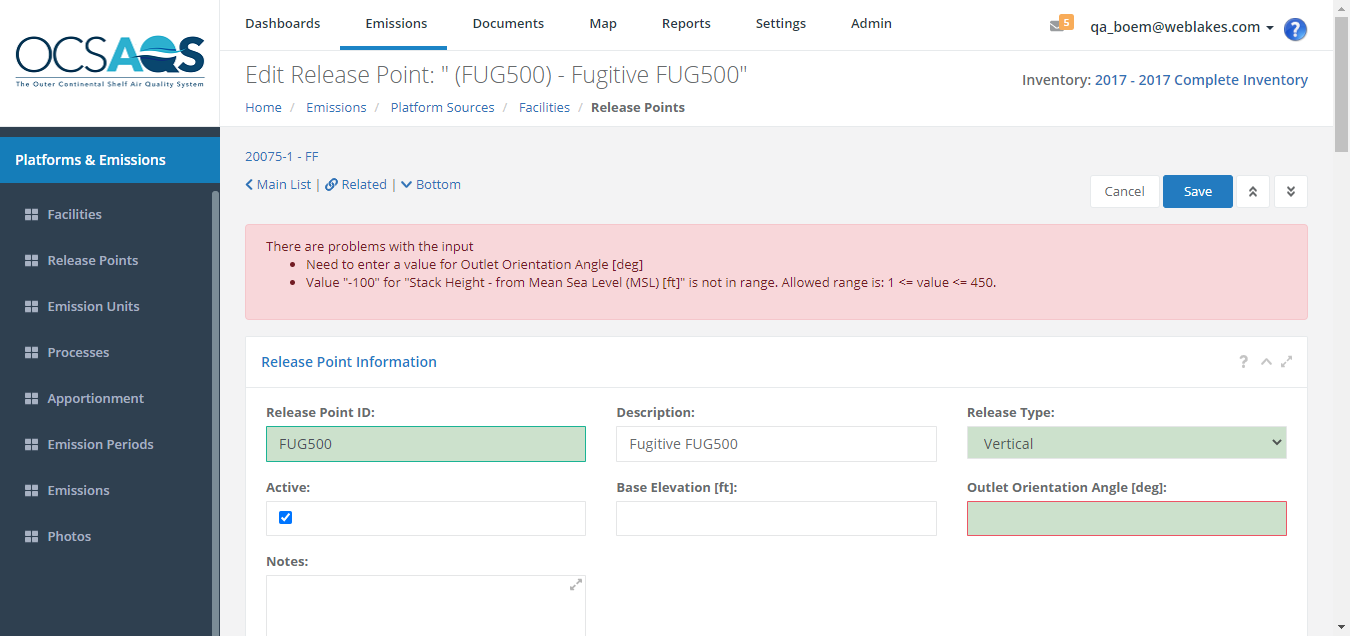 OCSAQS
The Outer Continental Shelf Air Quality System
Dashboards Emissions Documents Map Reports Settings Admin
5 qa_boem@weblakes.com ?
Edit Release Point: " (FUG500) - Fugitive FUG500"
Inventory: 2017 - 2017 Complete Inventory
Home / Emissions / Platform Sources / Facilities / Release Points
Platforms & Emissions
Facilities
Release Points
Emission Units
Processes
Apportionment
Emission Periods
Emissions
Photos
20075-1 - FF
Main List | Related | Bottom
Cancel Save
There are problems with the input
• Need to enter a value for Outlet Orientation Angle [deg]
• Value "-100" for "Stack Height - from Mean Sea Level (MSL) [ft]" is not in range. Allowed range is: 1 <= value <= 450.
Release Point Information ?
Release Point ID: Description: Release Type:
FUG500 Fugitive FUG500 Vertical
Active: Base Elevation [ft]: Outlet Orientation Angle [deg]:
Notes: